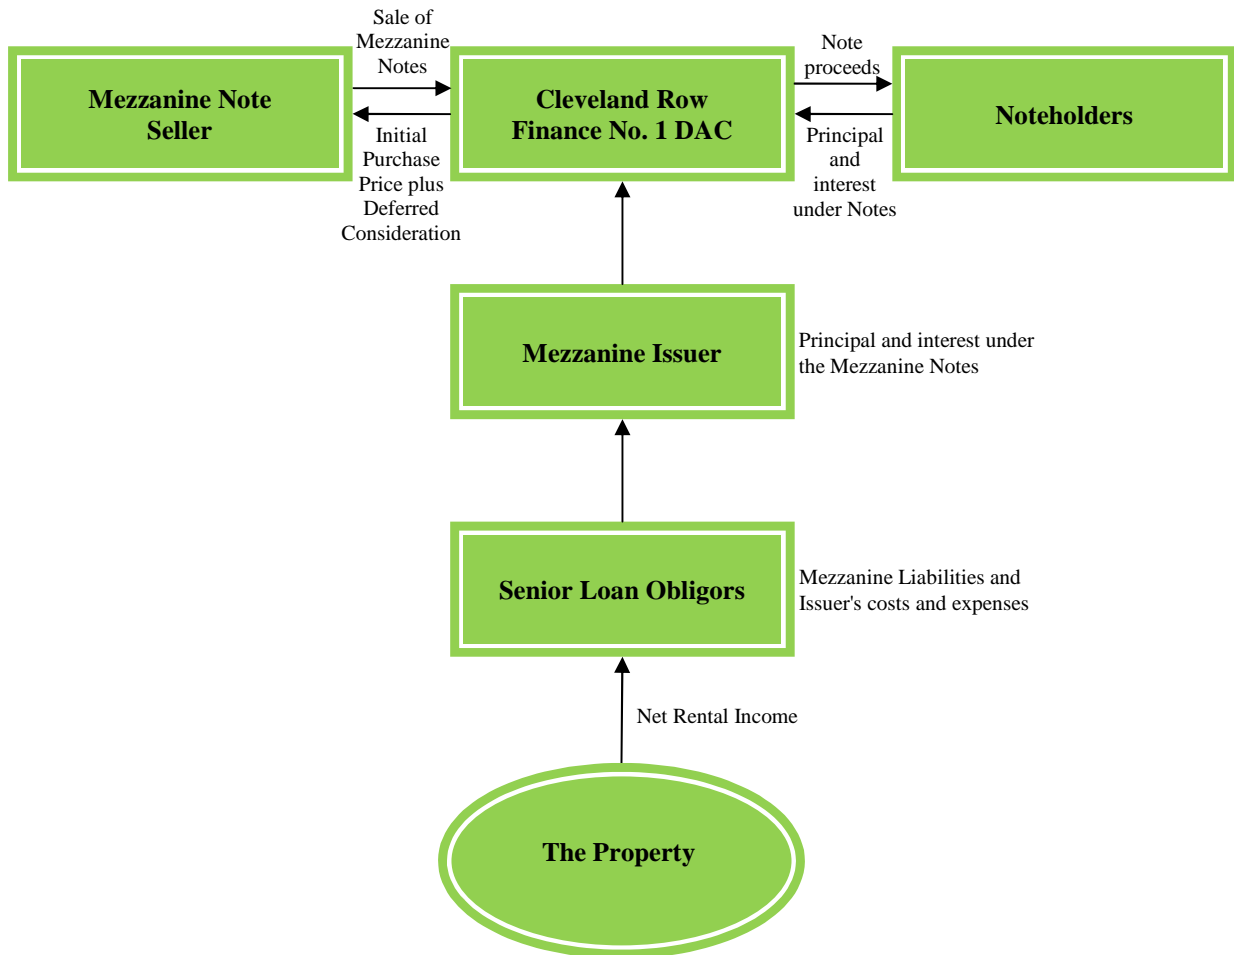 Sale of
Mezzanine
Notes
Mezzanine Note
Seller
Initial
Purchase
Price plus
Deferred
Consideration
Cleveland Row
Finance No. 1 DAC
Note
proceeds
Principal
and
interest
under Notes
Noteholders
Mezzanine Issuer
Principal and interest under
the Mezzanine Notes
Senior Loan Obligors
Mezzanine Liabilities and
Issuer's costs and expenses
Net Rental Income
The Property